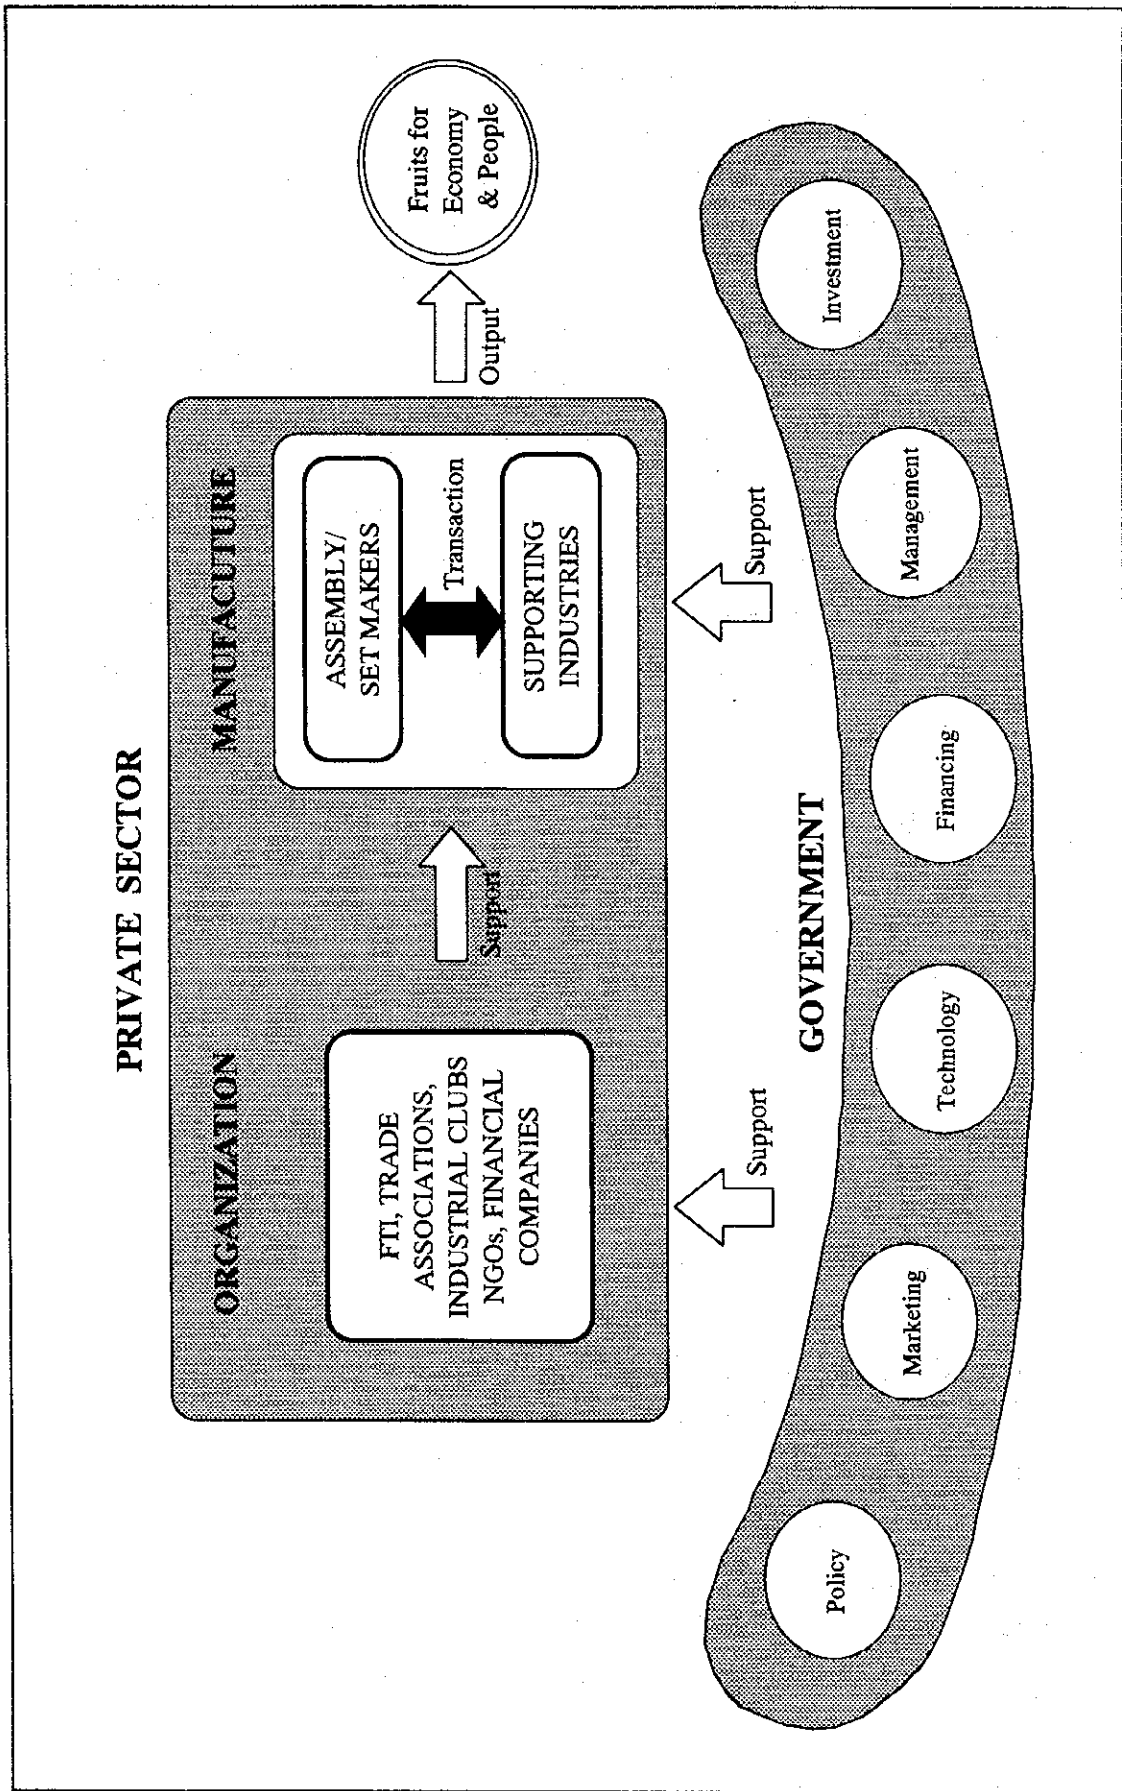 PRIVATE SECTOR
ORGANIZATION
MANUFACUTURE
FTI, TRADE
ASSOCIATIONS,
INDUSTRIAL CLUBS
NGOs, FINANCIAL
COMPANIES
Support
ASSEMBLY/
SET MAKERS
Transaction
SUPPORTING
INDUSTRIES
Output
Fruits for
Economy
& People
Support
Support
GOVERNMENT
Policy
Marketing
Technology
Financing
Management
Investment